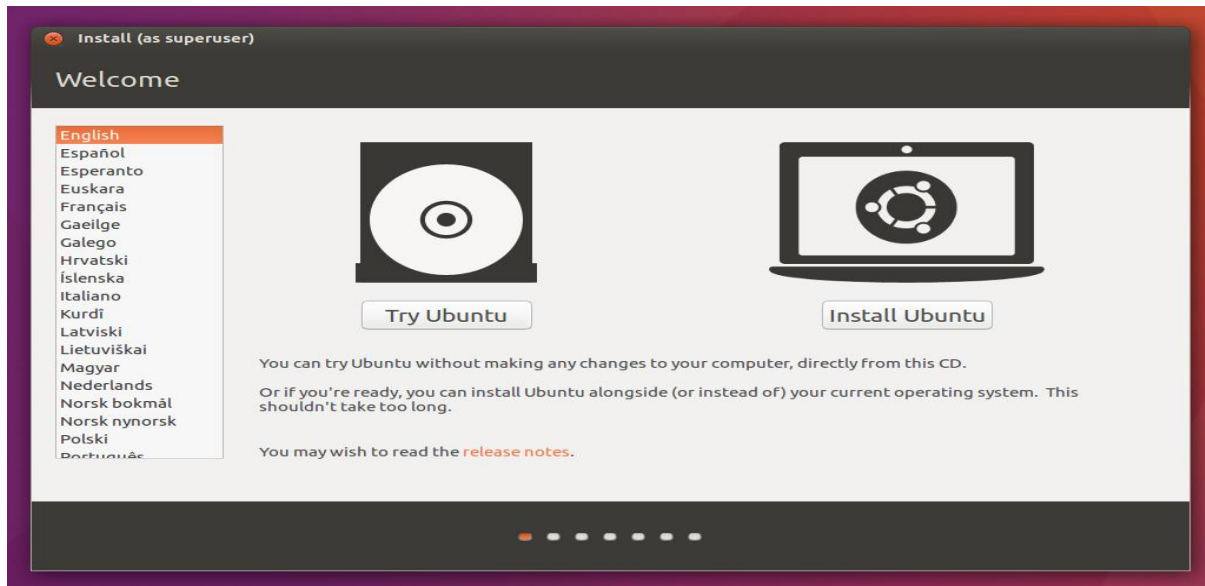 Install (as superuser)
Welcome
English
Español
Esperanto
Euskara
Français
Gaeilge
Galego
Hrvatski
Íslenska
Italiano
Kurdî
Latviski
Lietuviškai
Magyar
Nederlands
Norsk bokmål
Norsk nynorsk
Polski
Português
Try Ubuntu
Install Ubuntu
You can try Ubuntu without making any changes to your computer, directly from this CD.
Or if you're ready, you can install Ubuntu alongside (or instead of) your current operating system. This
shouldn't take too long.
You may wish to read the release notes.